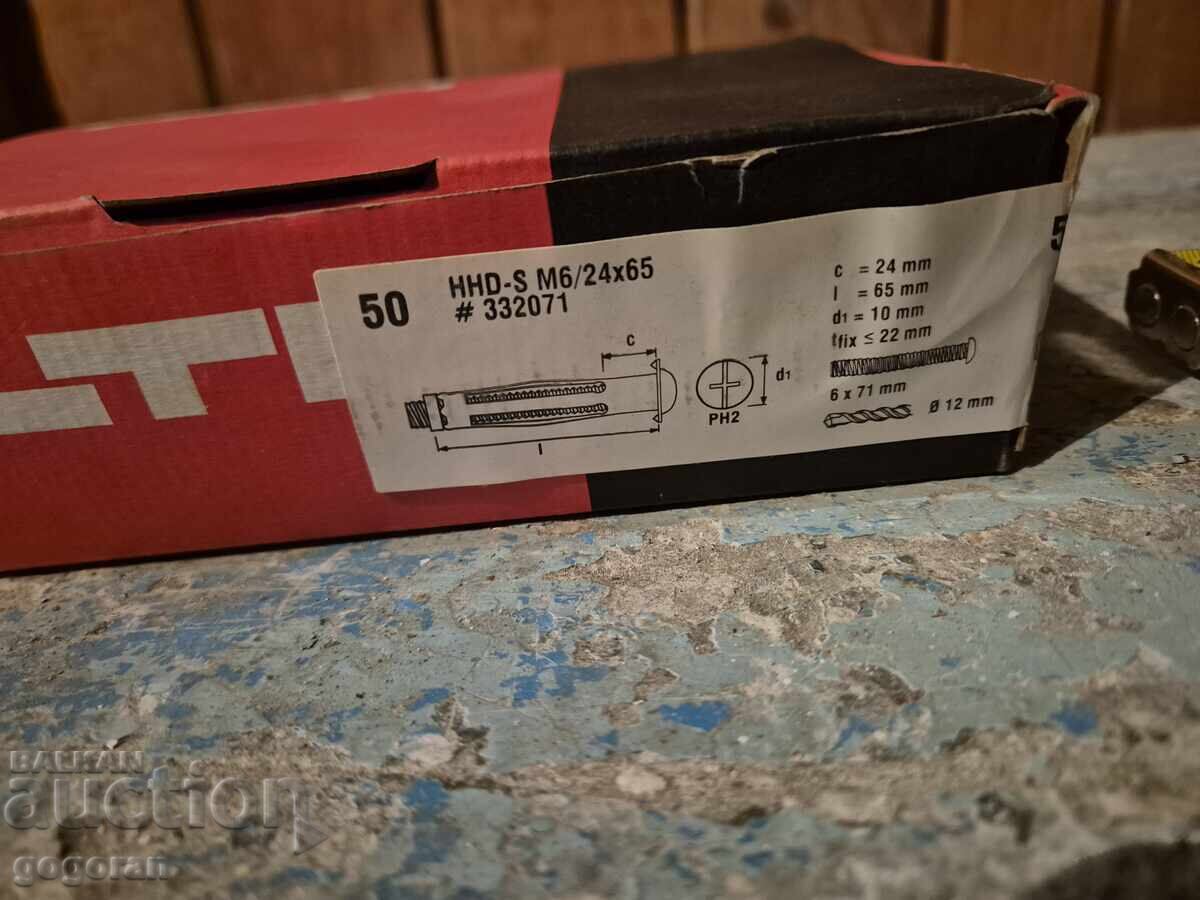 50
HHD-S M6/24x65
# 332071
c = 24 mm
l = 65 mm
d1 = 10 mm
tfix ≤ 22 mm
c
d1
PH2
l
6 x 71 mm
Ø 12 mm
5
BALKAN
auction
gogoran